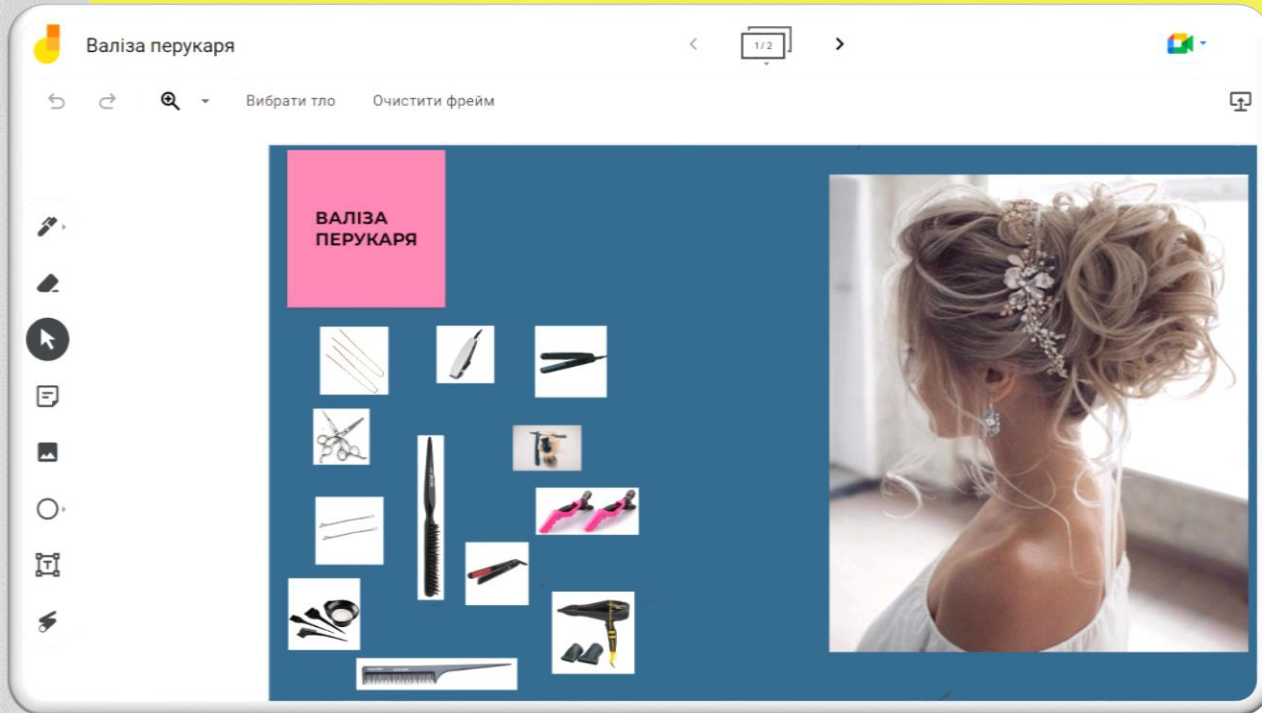 Валіза перукаря
1/2
Вибрати тло
Очистити фрейм
ВАЛІЗА
ПЕРУКАРЯ